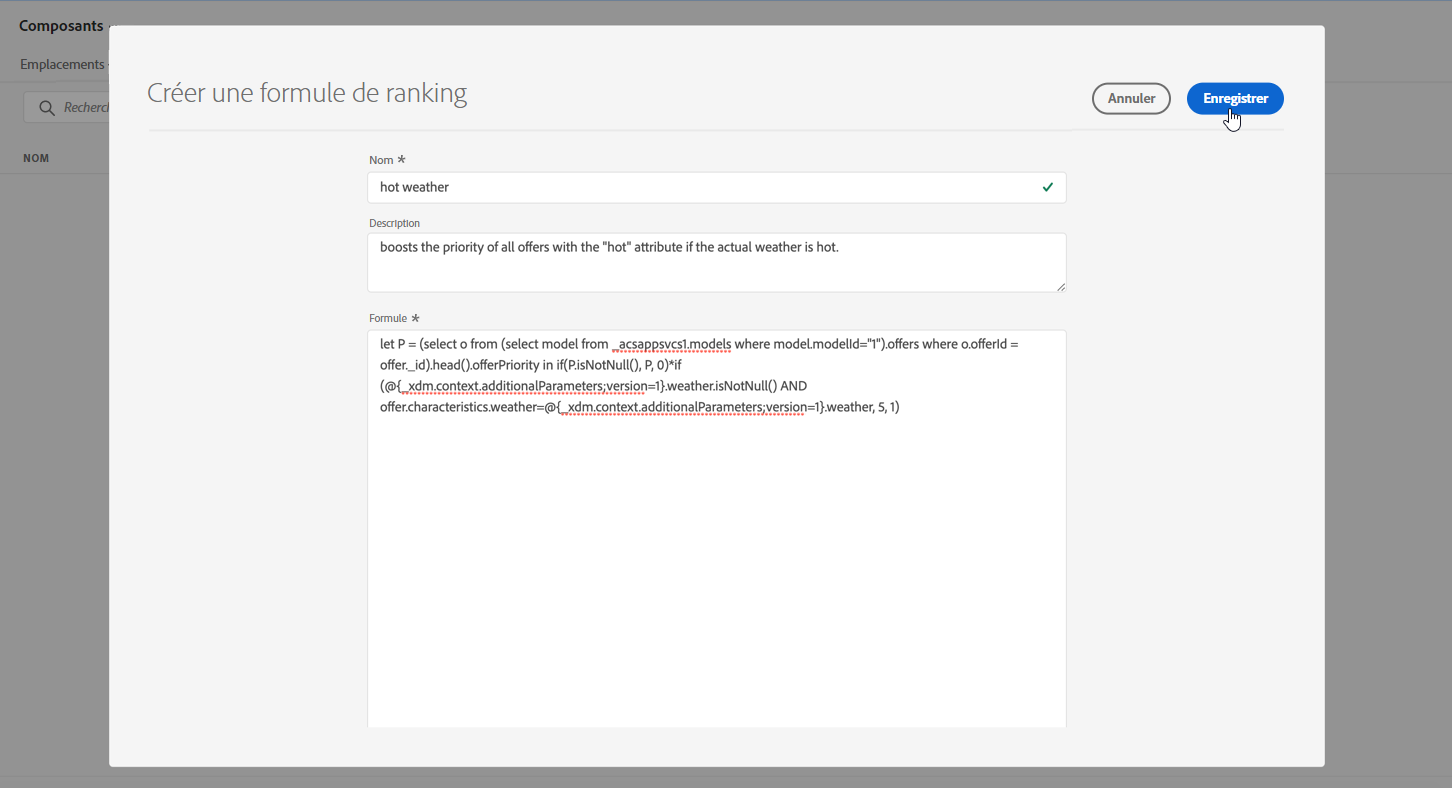 Composants
Emplacements
Recherc
NOM
Créer une formule de ranking
Annuler
Enregistrer
Nom *
hot weather
Description
boosts the priority of all offers with the "hot" attribute if the actual weather is hot.
Formule *
let P = (select o from (select model from _acsappsvcs1.models where model.modelId="1").offers where o.offerId =
offer._id).head().offerPriority in if(P.isNotNull(), P, 0)*if
(@{_xdm.context.additionalParameters;version=1}.weather.isNotNull() AND
offer.characteristics.weather=@{_xdm.context.additionalParameters;version=1}.weather, 5, 1)